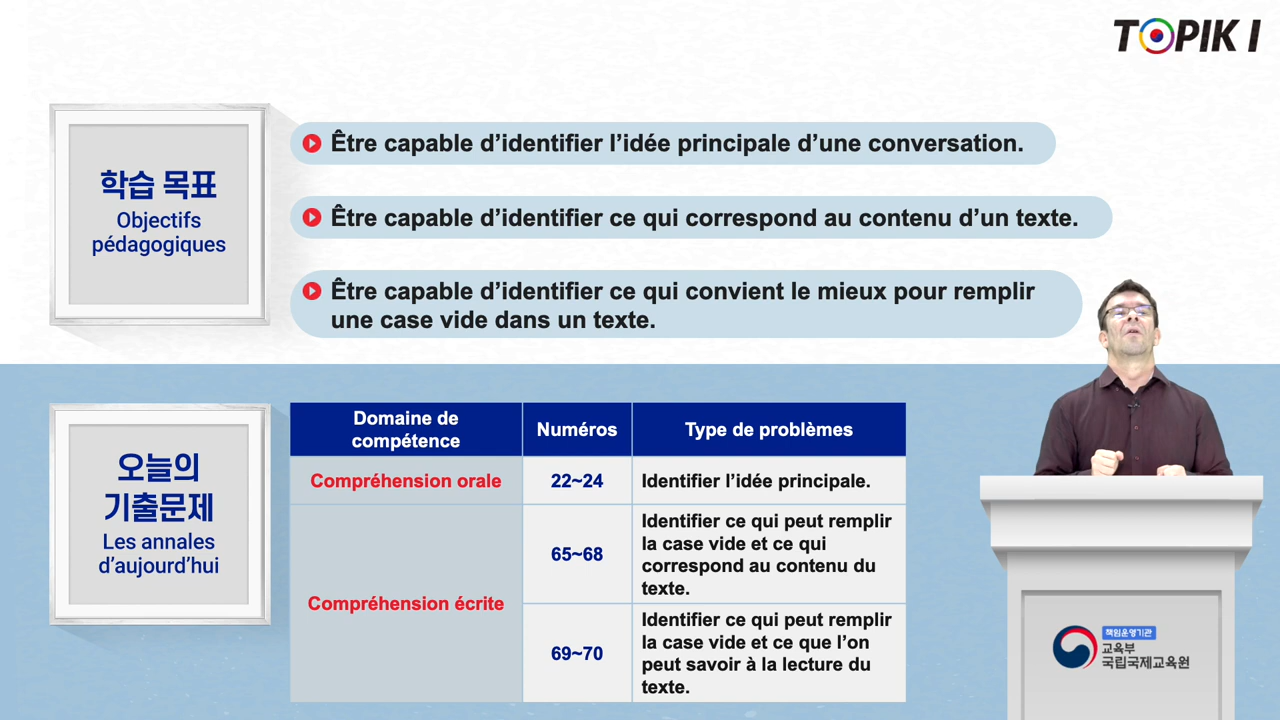 TOPIK I
학습 목표
Objectifs
pédagogiques
Être capable d’identifier l’idée principale d’une conversation.
Être capable d’identifier ce qui correspond au contenu d’un texte.
Être capable d’identifier ce qui convient le mieux pour remplir
une case vide dans un texte.
오늘의
기출문제
Les annales
d’aujourd’hui
Domaine de
compétence
Numéros
Type de problèmes
Compréhension orale
22~24
Identifier l’idée principale.
Compréhension écrite
65~68
Identifier ce qui peut remplir
la case vide et ce qui
correspond au contenu du
texte.
69~70
Identifier ce qui peut remplir
la case vide et ce que l’on
peut savoir à la lecture du
texte.
책임운영기관
교육부
국립국제교육원